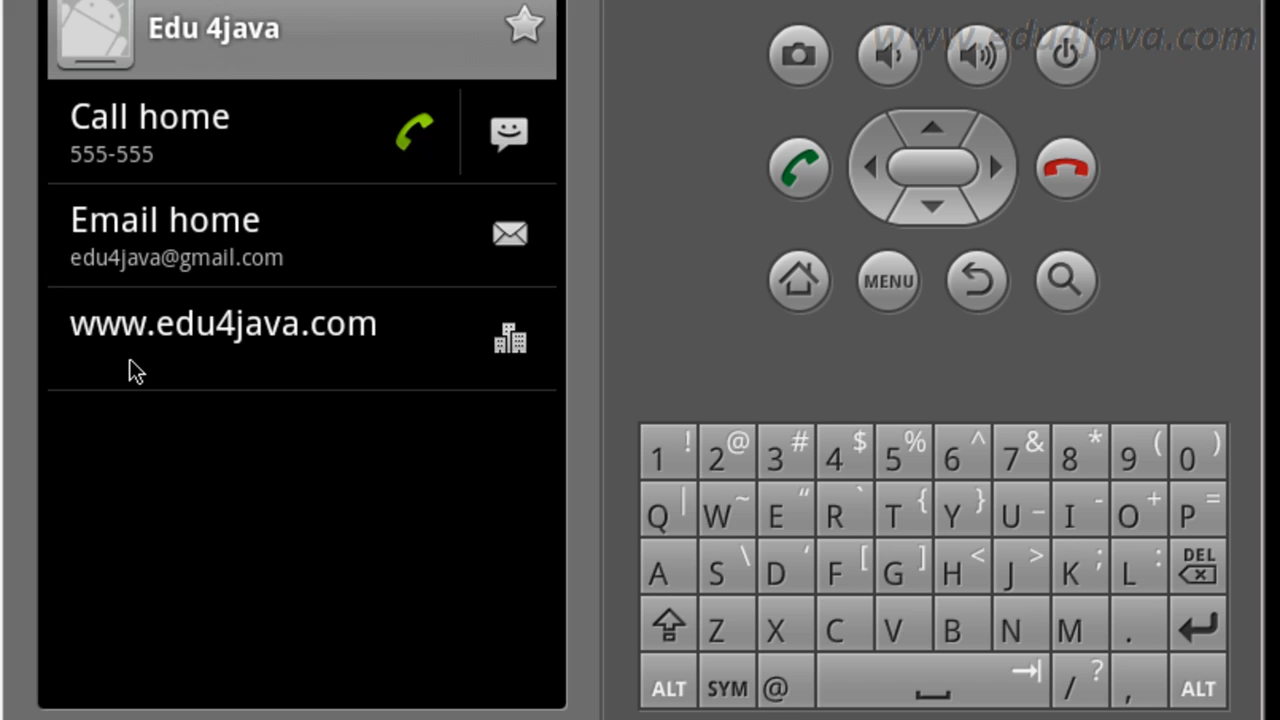 Edu 4java
www.edu4java.com
Call home
555-555
Email home
edu4java@gmail.com
www.edu4java.com
MENU
1 ! 2 @ 3 # 4 $ 5 % 6 ^ 7 & 8 * 9 ( 0 )
Q | W ~ E “ R ` T { Y } U _ I - O + P =
A S \ D ‘ F [ G ] H < J > K ; L : DEL
Z X C V B N M .
ALT SYM @ / ? , ALT